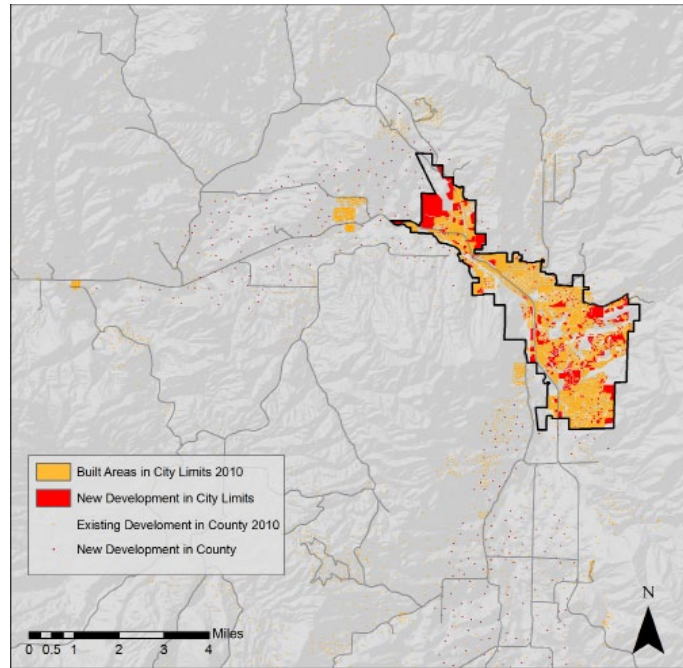 Built Areas in City Limits 2010
New Development in City Limits
Existing Develoment in County 2010
New Development in County
N
0 0.5 1 2 3 4 Miles